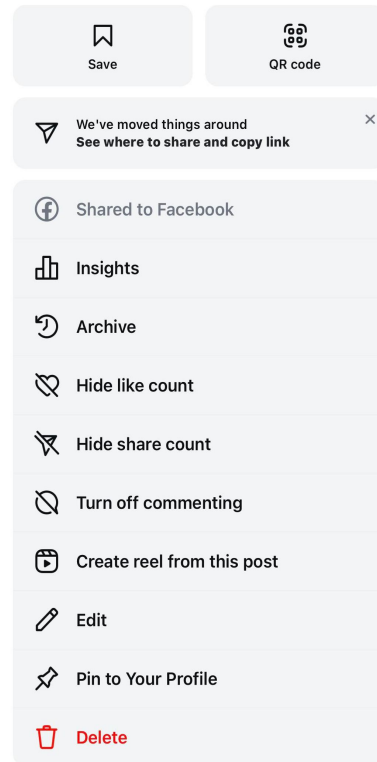 Save
QR code
We've moved things around
See where to share and copy link
Shared to Facebook
Insights
Archive
Hide like count
Hide share count
Turn off commenting
Create reel from this post
Edit
Pin to Your Profile
Delete